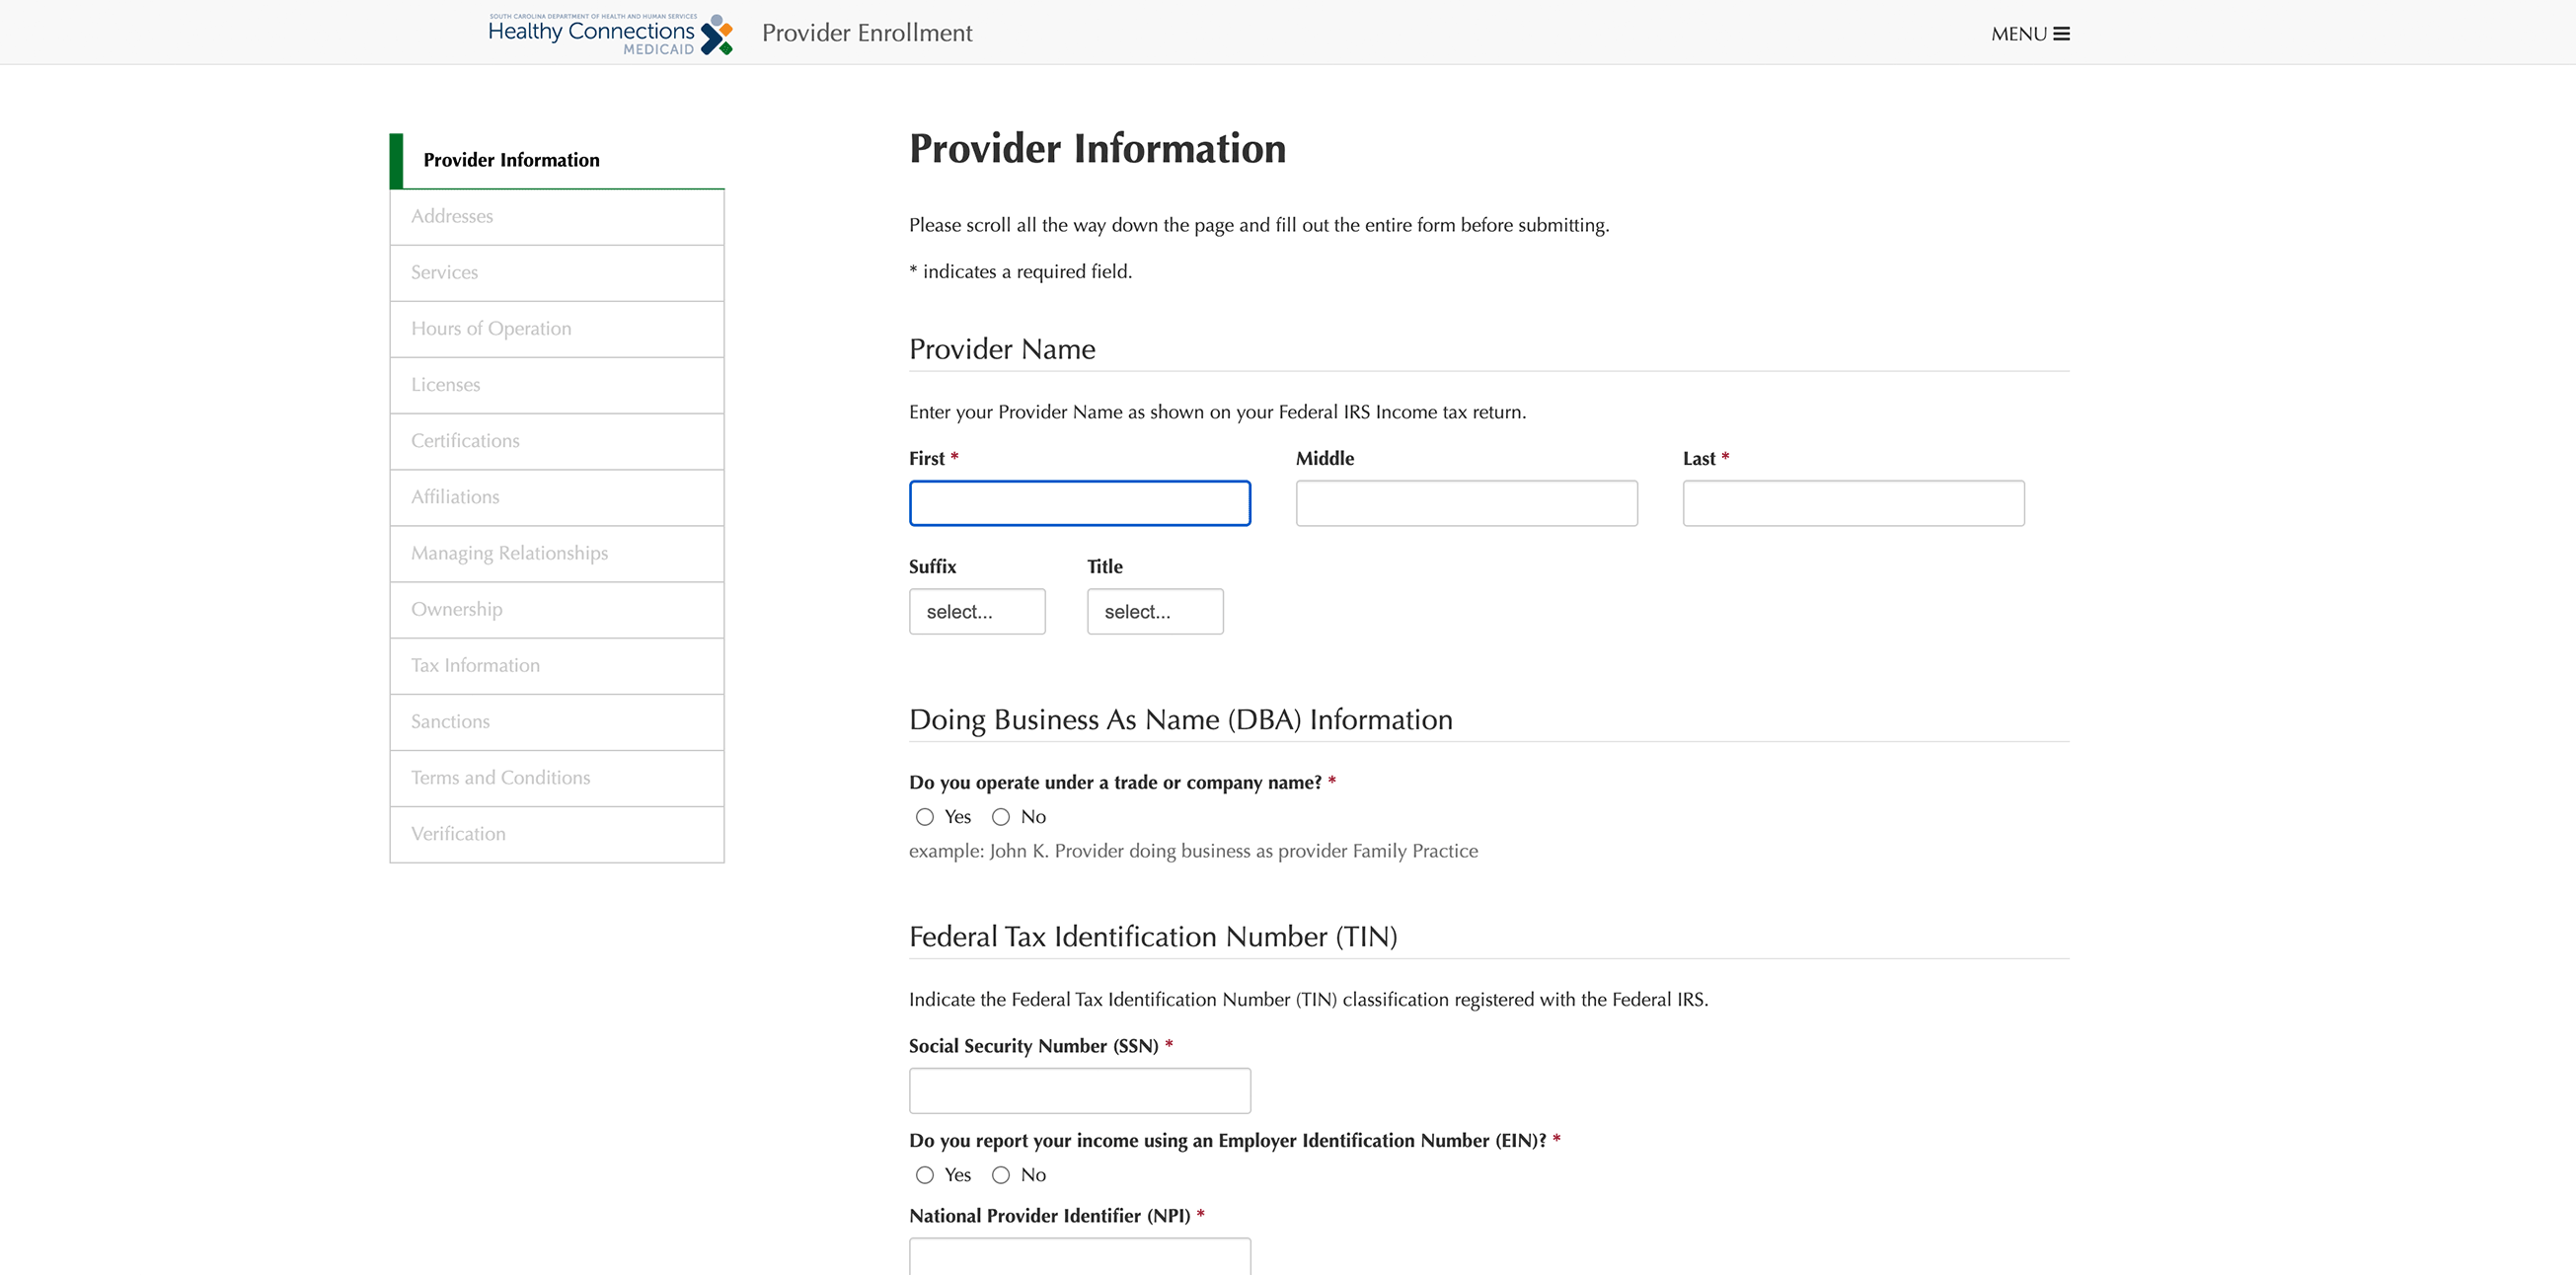 SOUTH CAROLINA DEPARTMENT OF HEALTH AND HUMAN SERVICES
Healthy Connections
MEDICAID
Provider Enrollment
MENU
Provider Information
Addresses
Services
Hours of Operation
Licenses
Certifications
Affiliations
Managing Relationships
Ownership
Tax Information
Sanctions
Terms and Conditions
Verification
Provider Information
Please scroll all the way down the page and fill out the entire form before submitting.
* indicates a required field.
Provider Name
Enter your Provider Name as shown on your Federal IRS Income tax return.
First * Middle Last *
Suffix Title
select... select...
Doing Business As Name (DBA) Information
Do you operate under a trade or company name? *
Yes No
example: John K. Provider doing business as provider Family Practice
Federal Tax Identification Number (TIN)
Indicate the Federal Tax Identification Number (TIN) classification registered with the Federal IRS.
Social Security Number (SSN) *
Do you report your income using an Employer Identification Number (EIN)? *
Yes No
National Provider Identifier (NPI) *